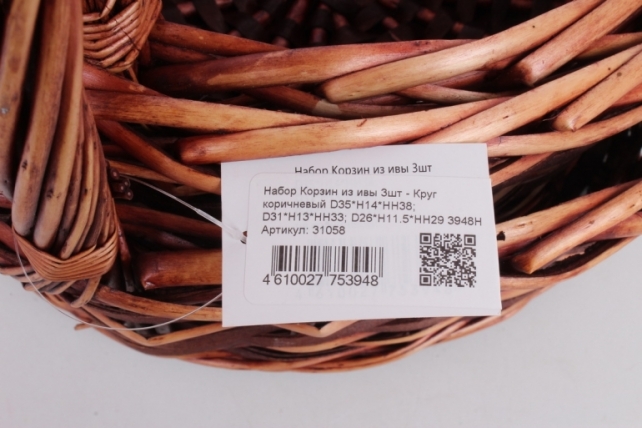 Набор Корзин из ивы 3шт
Набор Корзин из ивы 3шт - Круг
коричневый D35*H14*HH38;
D31*H13*HH33; D26*H11.5*HH29 3948H
Артикул: 31058
4 610027 753948